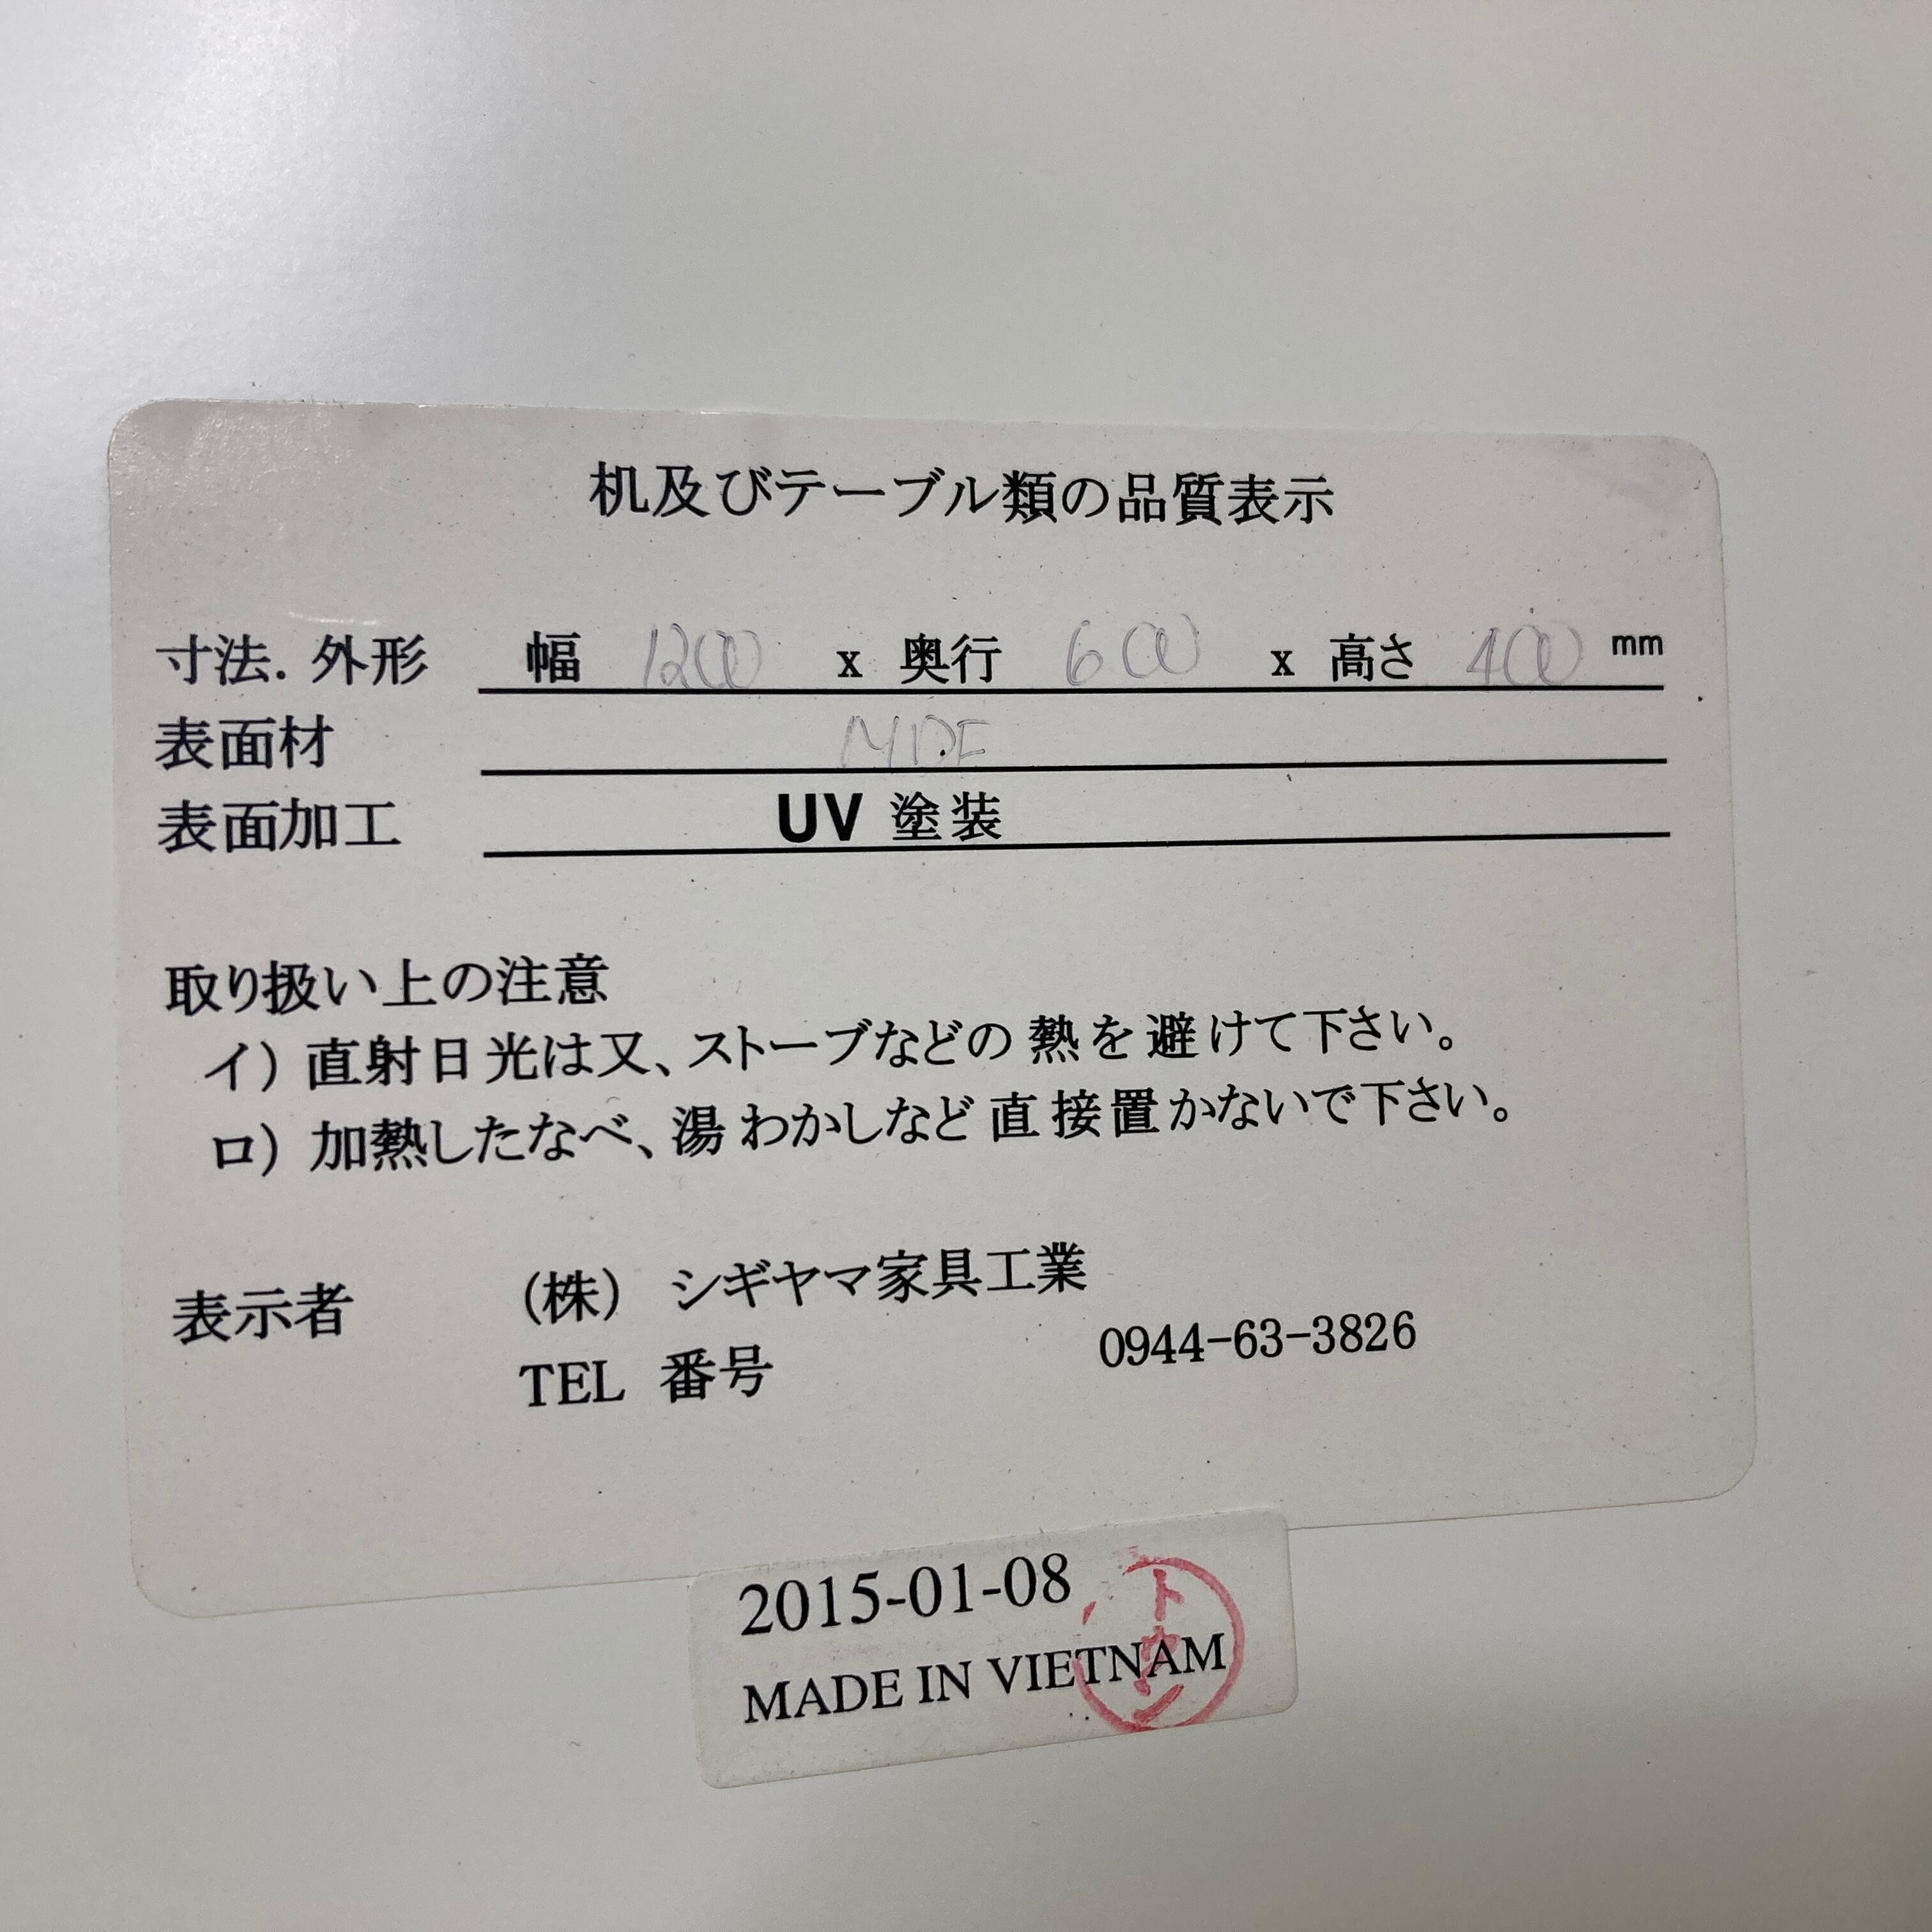 机及びテーブル類の品質表示
寸法. 外形 幅 1200 x 奥行 600 x 高さ 400 mm
表面材 MDF
表面加工 UV 塗装
取り扱い上の注意
イ) 直射日光は又、ストーブなどの熱を避けて下さい。
ロ) 加熱したなべ、湯わかしなど直接置かないで下さい。
表示者 (株) シギヤマ家具工業
TEL 番号 0944-63-3826
2015-01-08
MADE IN VIETNAM